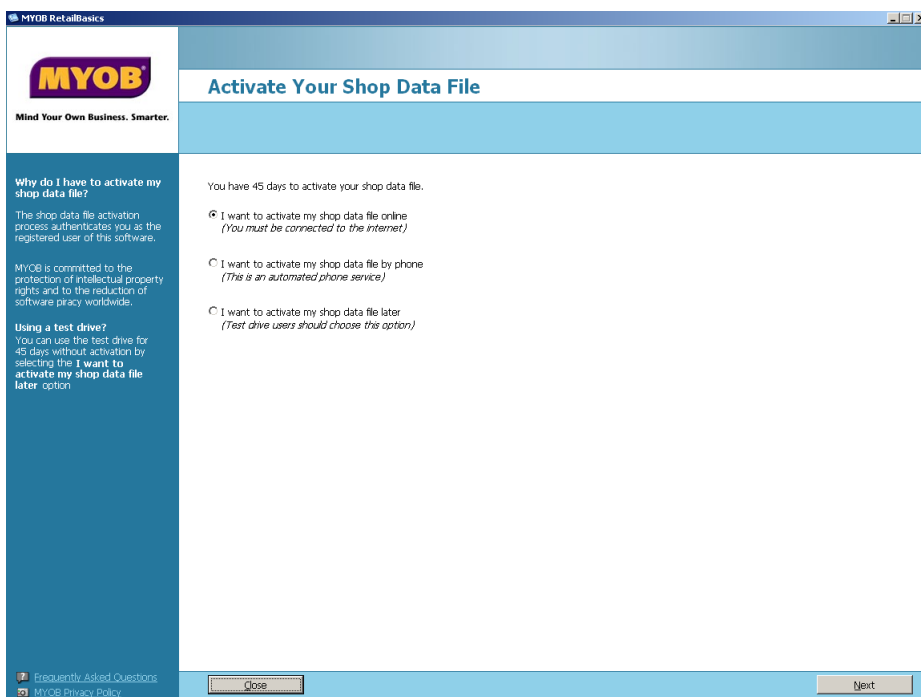 MYOB RetailBasics
MYOB
Mind Your Own Business. Smarter.
Activate Your Shop Data File
Why do I have to activate my
shop data file?
The shop data file activation
process authenticates you as the
registered user of this software.
MYOB is committed to the
protection of intellectual property
rights and to the reduction of
software piracy worldwide.
Using a test drive?
You can use the test drive for
45 days without activation by
selecting the I want to
activate my shop data file
later option
You have 45 days to activate your shop data file.
I want to activate my shop data file online
(You must be connected to the internet)
I want to activate my shop data file by phone
(This is an automated phone service)
I want to activate my shop data file later
(Test drive users should choose this option)
Frequently Asked Questions
MYOB Privacy Policy
Close
Next